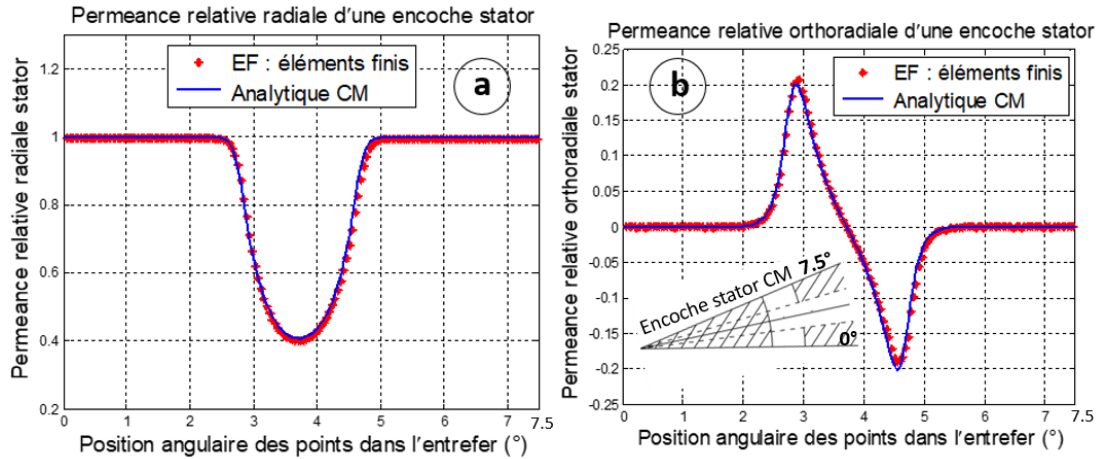 Permeance relative radiale d'une encoche stator
Permeance relative radiale stator
1.2
1
0.8
0.6
0.4
0.2
EF : éléments finis
Analytique CM
a
0 1 2 3 4 5 6 7 7.5
Position angulaire des points dans l'entrefer (°)
Permeance relative orthoradiale d'une encoche stator
Permeance relative orthoradiale stator
0.25
0.2
0.15
0.1
0.05
0
-0.05
-0.1
-0.15
-0.2
-0.25
b
EF : éléments finis
Analytique CM
Encoche stator CM 7.5°
0°
0 1 2 3 4 5 6 7 7.5
Position angulaire des points dans l'entrefer (°)